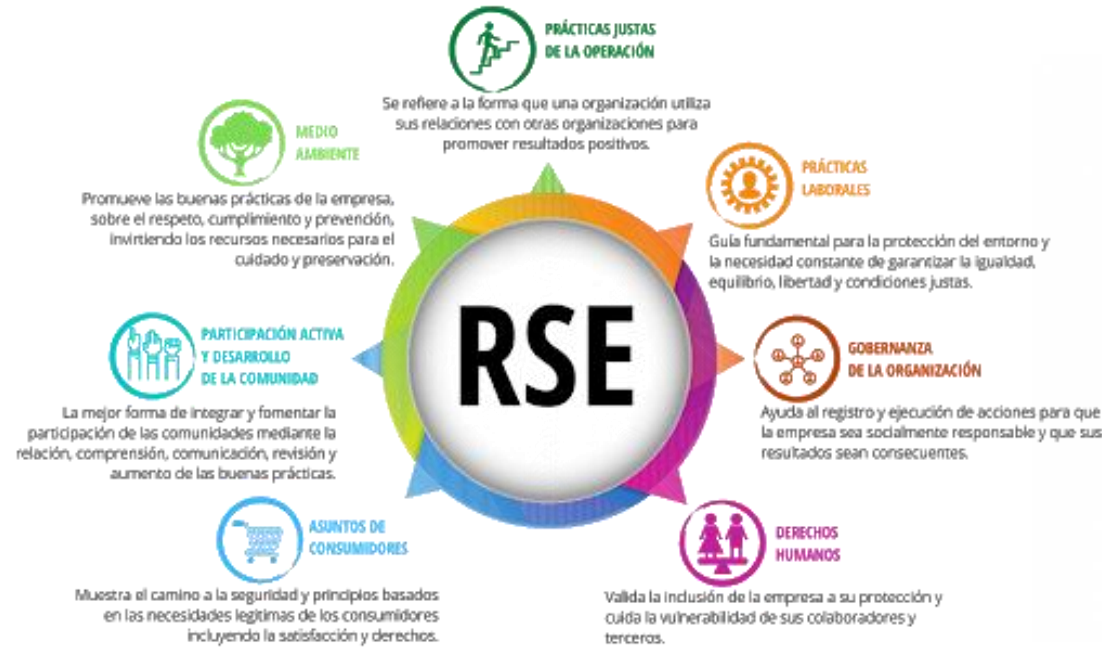 PRÁCTICAS JUSTAS
DE LA OPERACIÓN
Se refiere a la forma que una organización utiliza
sus relaciones con otras organizaciones para
promover resultados positivos.
MEDIO
AMBIENTE
Promueve las buenas prácticas de la empresa,
sobre el respeto, cumplimiento y prevención,
invirtiendo los recursos necesarios para el
cuidado y preservación.
PRÁCTICAS
LABORALES
Guía fundamental para la protección del entorno y
la necesidad constante de garantizar la igualdad,
equilibrio, libertad y condiciones justas.
RSE
PARTICIPACIÓN ACTIVA
Y DESARROLLO
DE LA COMUNIDAD
La mejor forma de integrar y fomentar la
participación de las comunidades mediante la
relación, comprensión, comunicación, revisión y
aumento de las buenas prácticas.
GOBERNANZA
DE LA ORGANIZACIÓN
Ayuda al registro y ejecución de acciones para que
la empresa sea socialmente responsable y que sus
resultados sean consecuentes.
ASUNTOS DE
CONSUMIDORES
Muestra el camino a la seguridad y principios basados
en las necesidades legitimas de los consumidores
incluyendo la satisfacción y derechos.
DERECHOS
HUMANOS
Valida la inclusión de la empresa a su protección y
cuida la vulnerabilidad de sus colaboradores y
terceros.